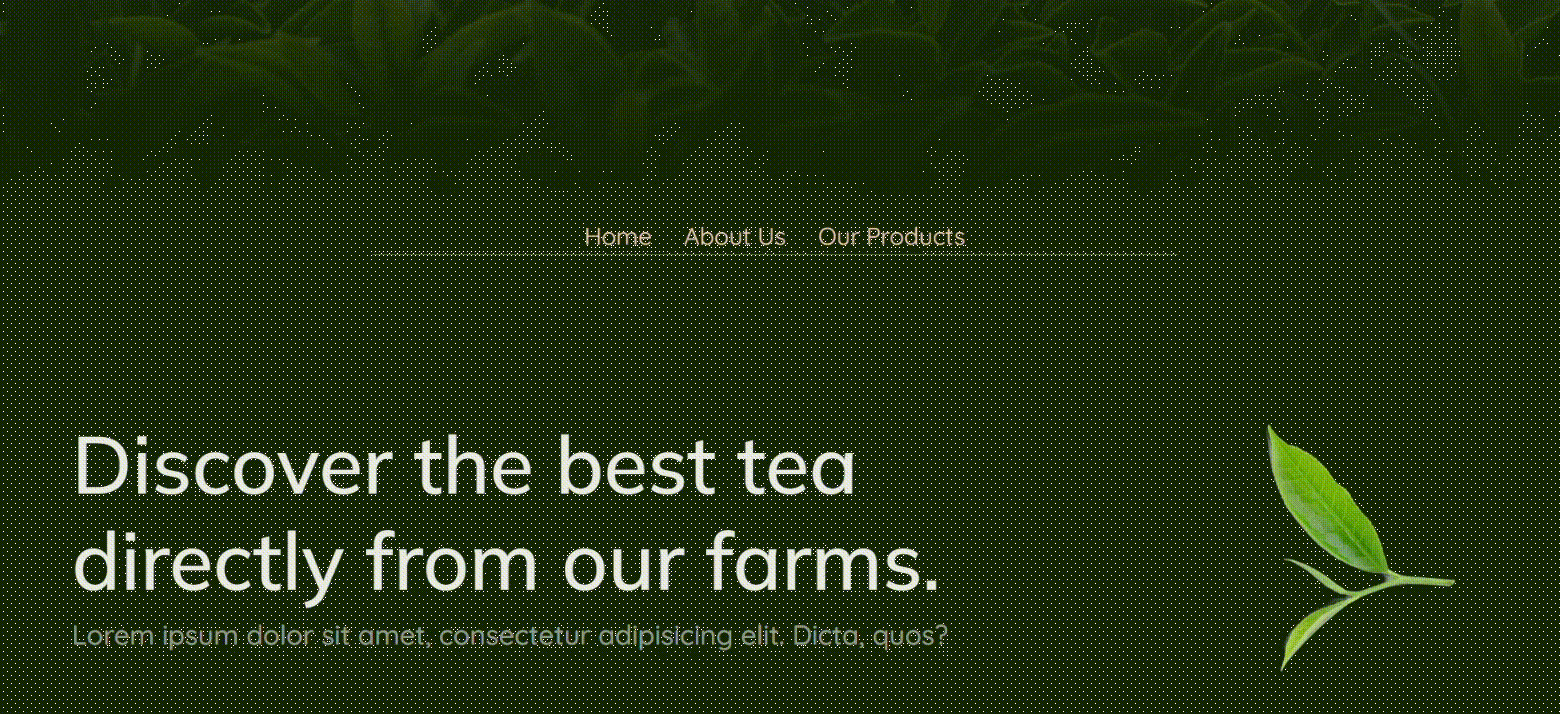 Home About Us Our Products
Discover the best tea
directly from our farms.
Lorem ipsum dolor sit amet, consectetur adipisicing elit. Dicta, quos?